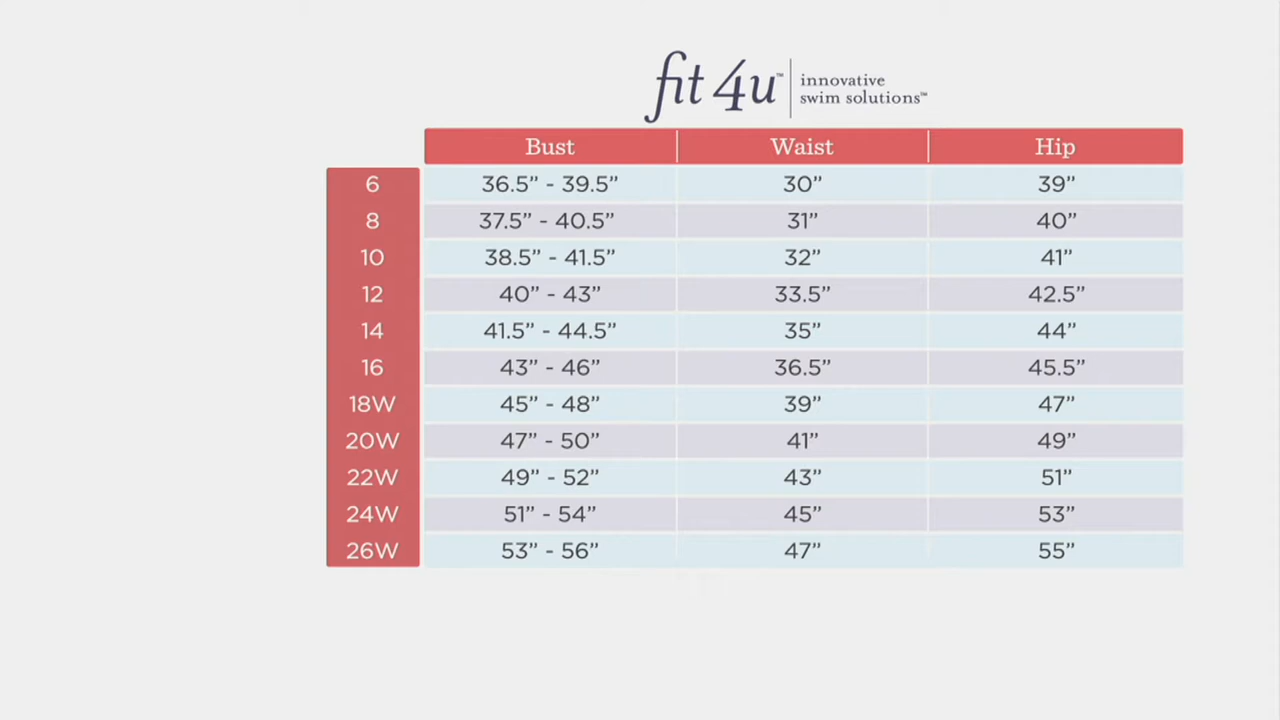 fit 4u™ innovative
swim solutions™
Bust Waist Hip
6 36.5” - 39.5” 30” 39”
8 37.5” - 40.5” 31” 40”
10 38.5” - 41.5” 32” 41”
12 40” - 43” 33.5” 42.5”
14 41.5” - 44.5” 35” 44”
16 43” - 46” 36.5” 45.5”
18W 45” - 48” 39” 47”
20W 47” - 50” 41” 49”
22W 49” - 52” 43” 51”
24W 51” - 54” 45” 53”
26W 53” - 56” 47” 55”